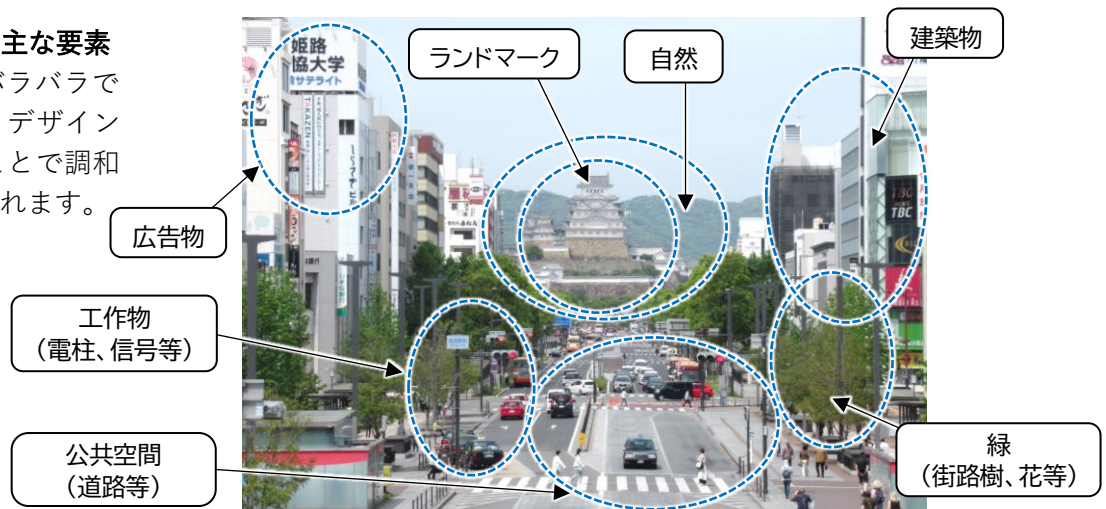 主な要素
バラバラで
デザイン
ことで調和
れます。
ランドマーク
自然
建築物
広告物
工作物
（電柱、信号等）
公共空間
（道路等）
緑
（街路樹、花等）
姫路
協大学
サテライト
TAKAZEN
TBC
TBC